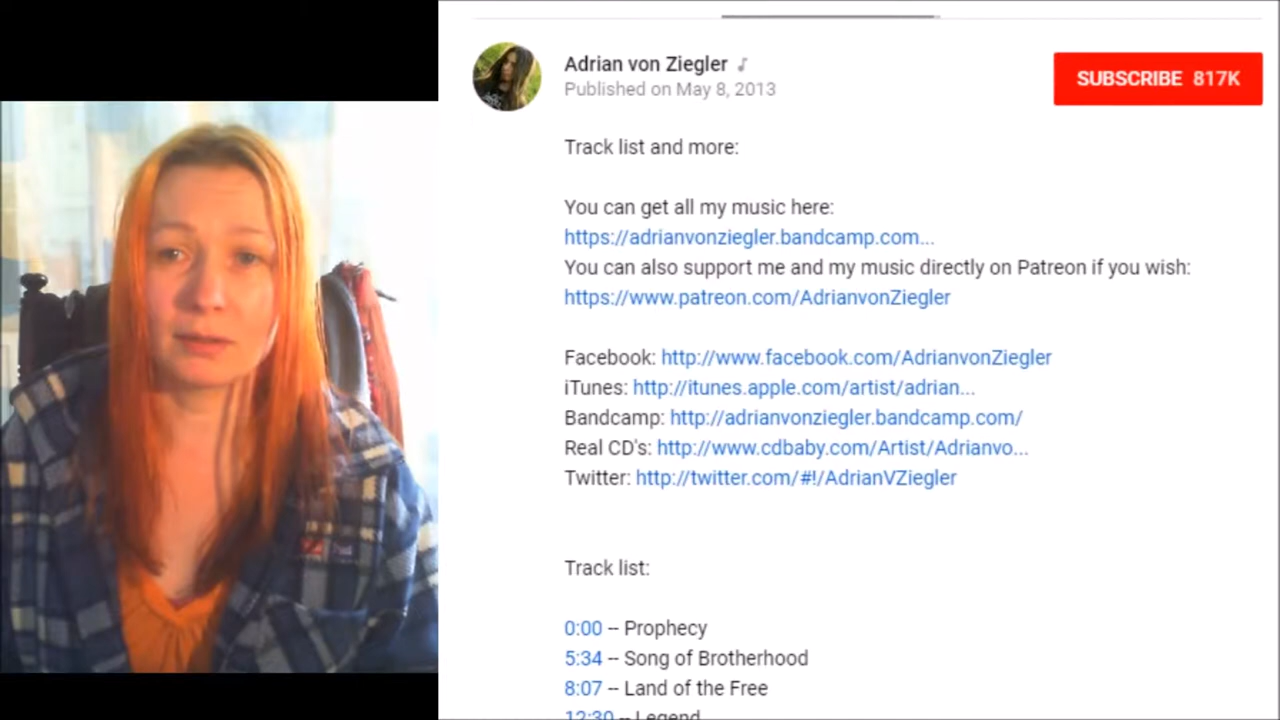 Adrian von Ziegler
SUBSCRIBE 817K
Published on May 8, 2013
Track list and more:
You can get all my music here:
https://adrianvonziegler.bandcamp.com...
You can also support me and my music directly on Patreon if you wish:
https://www.patreon.com/AdrianvonZiegler
Facebook: http://www.facebook.com/AdrianvonZiegler
iTunes: http://itunes.apple.com/artist/adrian...
Bandcamp: http://adrianvonziegler.bandcamp.com/
Real CD's: http://www.cdbaby.com/Artist/Adrianvo...
Twitter: http://twitter.com/#!/AdrianVZiegler
Track list:
0:00 -- Prophecy
5:34 -- Song of Brotherhood
8:07 -- Land of the Free
12:30 -- Legend